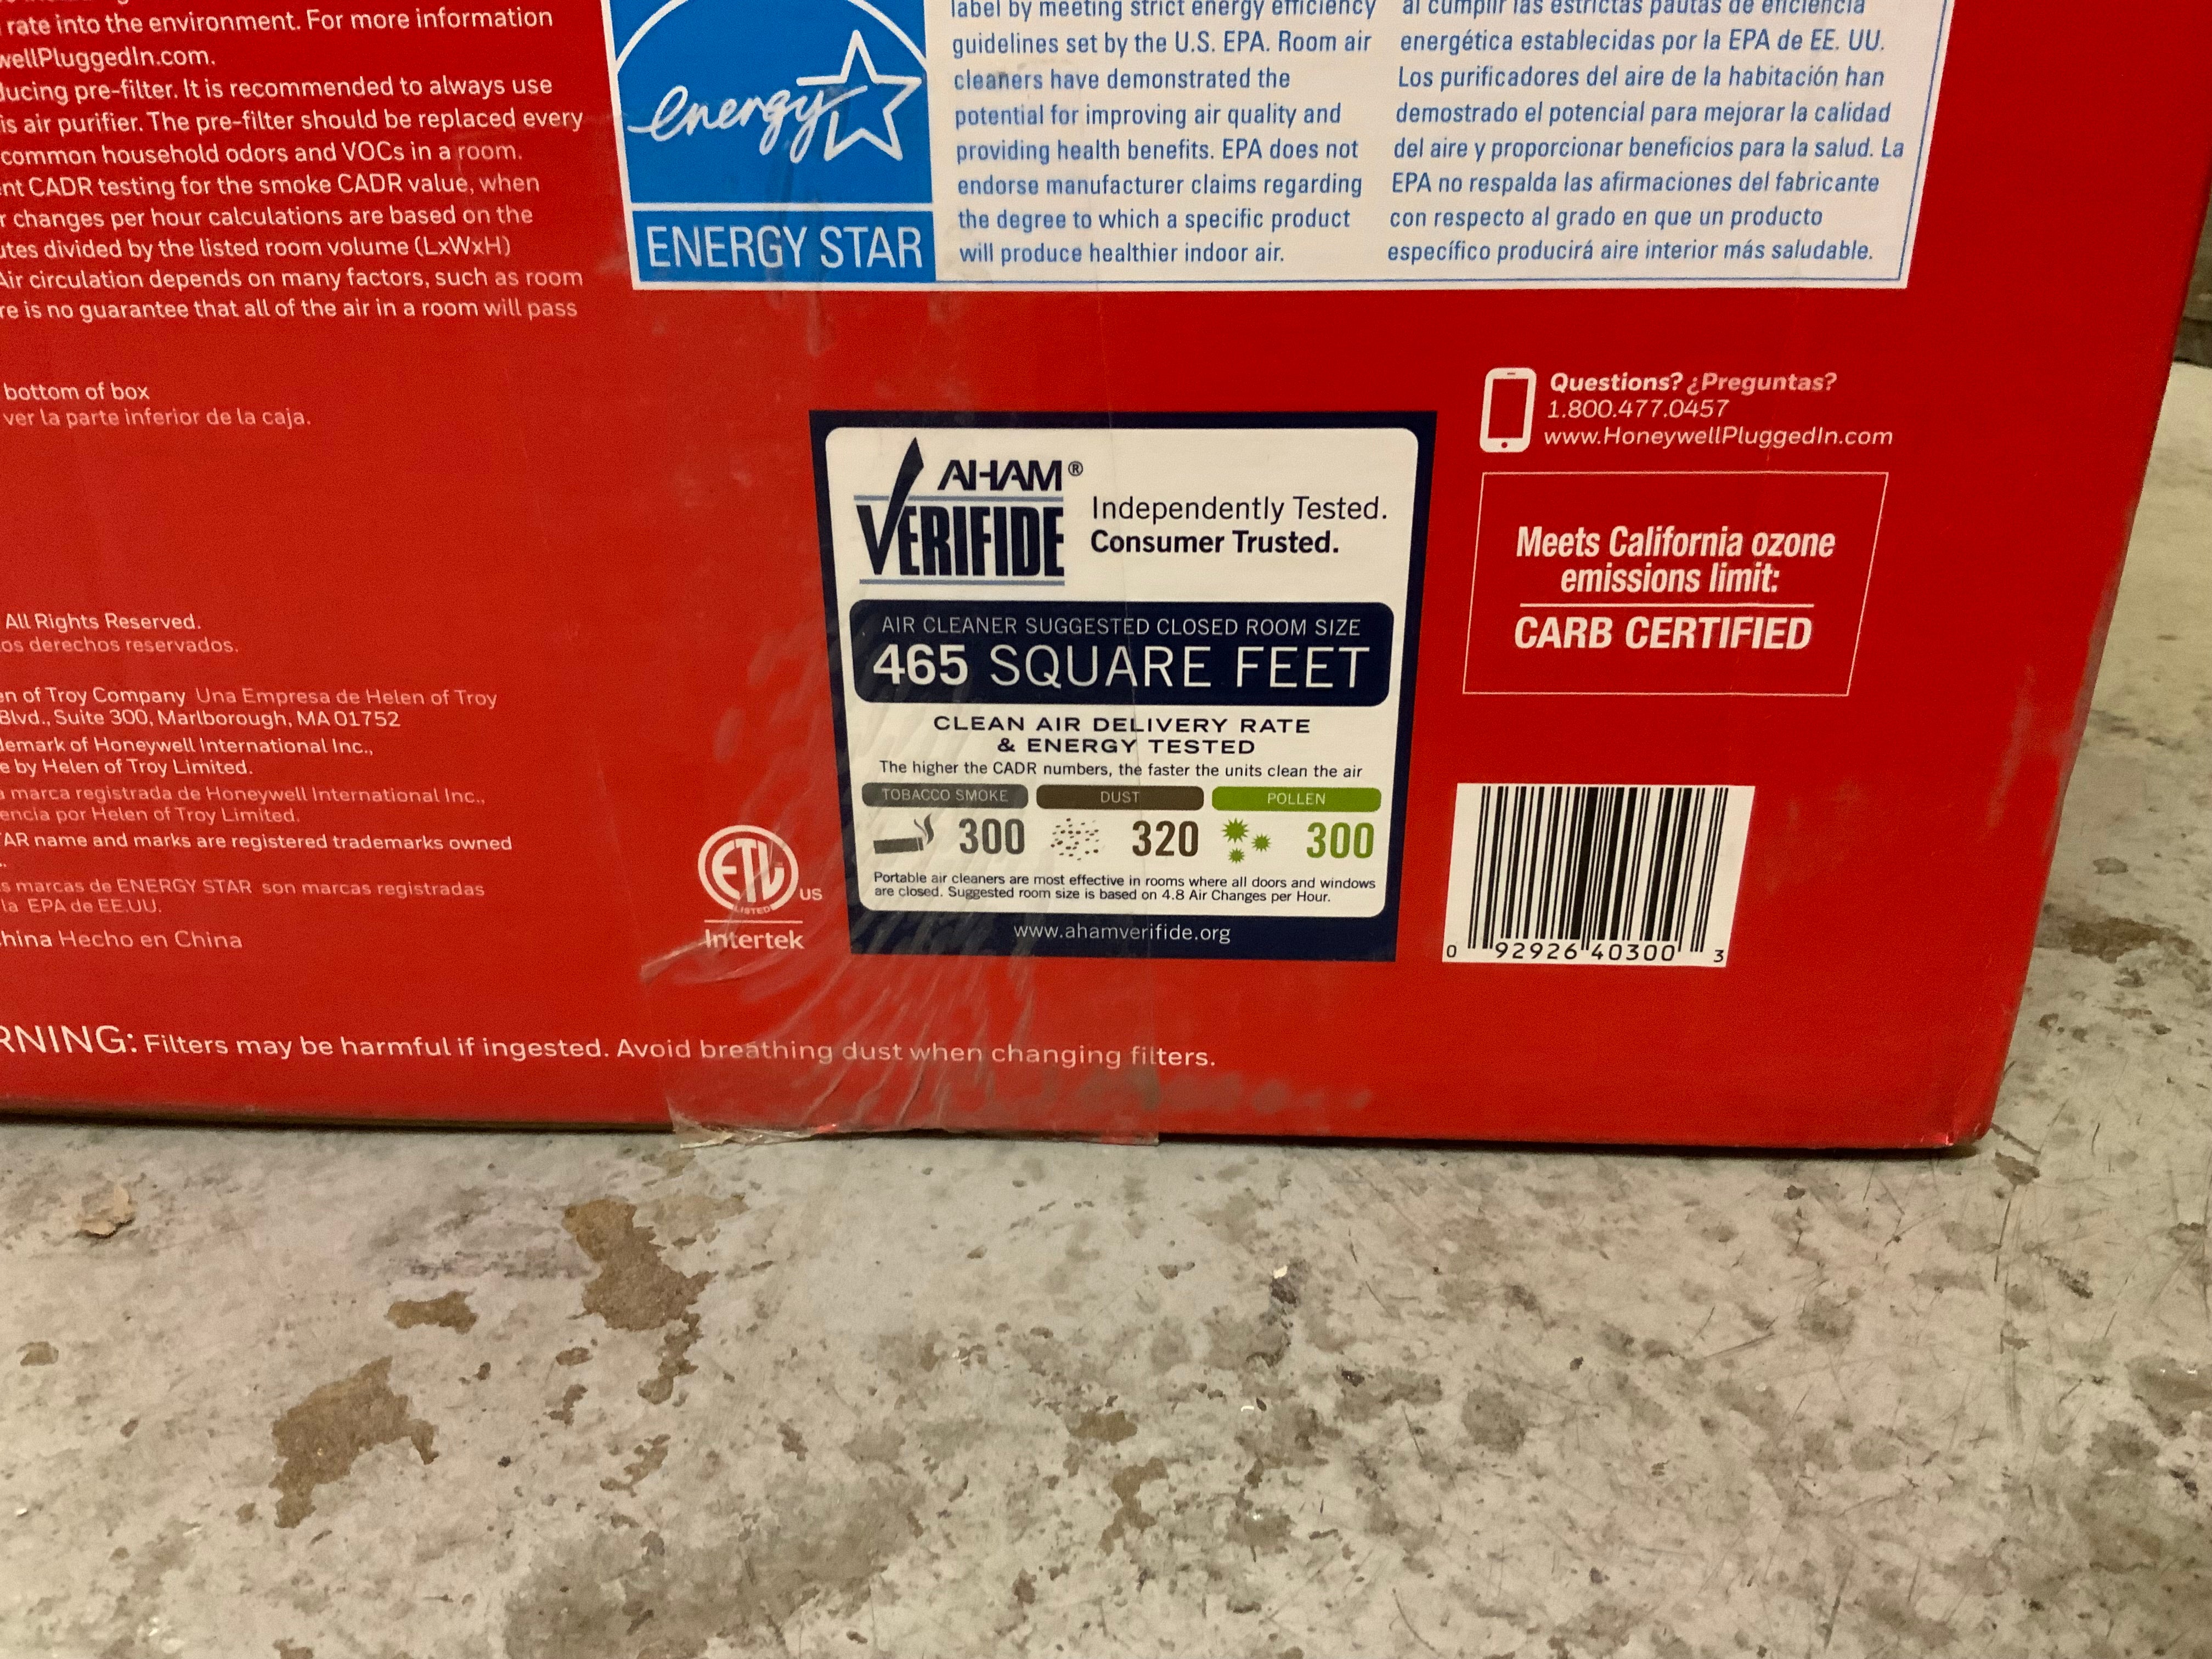 rate into the environment. For more information
wellPluggedIn.com.
ducing pre-filter. It is recommended to always use
is air purifier. The pre-filter should be replaced every
common household odors and VOCs in a room.
nt CADR testing for the smoke CADR value, when
r changes per hour calculations are based on the
utes divided by the listed room volume (LxWxH)
Air circulation depends on many factors, such as room
re is no guarantee that all of the air in a room will pass
bottom of box
ver la parte inferior de la caja.
All Rights Reserved.
os derechos reservados.
en of Troy Company Una Empresa de Helen of Troy
Blvd., Suite 300, Marlborough, MA 01752
demark of Honeywell International Inc.,
e by Helen of Troy Limited.
a marca registrada de Honeywell International Inc.,
encia por Helen of Troy Limited.
TAR name and marks are registered trademarks owned
s marcas de ENERGY STAR son marcas registradas
la EPA de EE.UU.
hina Hecho en China
RNING: Filters may be harmful if ingested. Avoid breathing dust when changing filters.
energy
ENERGY STAR
label by meeting strict energy efficiency
guidelines set by the U.S. EPA. Room air
cleaners have demonstrated the
potential for improving air quality and
providing health benefits. EPA does not
endorse manufacturer claims regarding
the degree to which a specific product
will produce healthier indoor air.
al cumplir las estrictas pautas de eficiencia
energética establecidas por la EPA de EE. UU.
Los purificadores del aire de la habitación han
demostrado el potencial para mejorar la calidad
del aire y proporcionar beneficios para la salud. La
EPA no respalda las afirmaciones del fabricante
con respecto al grado en que un producto
específico producirá aire interior más saludable.
ETL
LISTED
US
Intertek
AHAM®
VERIFIDE
Independently Tested.
Consumer Trusted.
AIR CLEANER SUGGESTED CLOSED ROOM SIZE
465 SQUARE FEET
CLEAN AIR DELIVERY RATE
& ENERGY TESTED
The higher the CADR numbers, the faster the units clean the air
TOBACCO SMOKE DUST POLLEN
300 320 300
Portable air cleaners are most effective in rooms where all doors and windows
are closed. Suggested room size is based on 4.8 Air Changes per Hour.
www.ahamverifide.org
Questions? ¿Preguntas?
1.800.477.0457
www.HoneywellPluggedIn.com
Meets California ozone
emissions limit:
CARB CERTIFIED
0 92926 40300 3